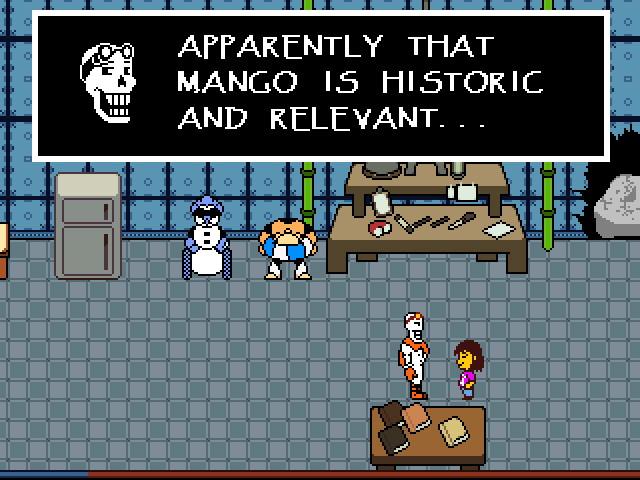 APPARENTLY THAT
MANGO IS HISTORIC
AND RELEVANT...